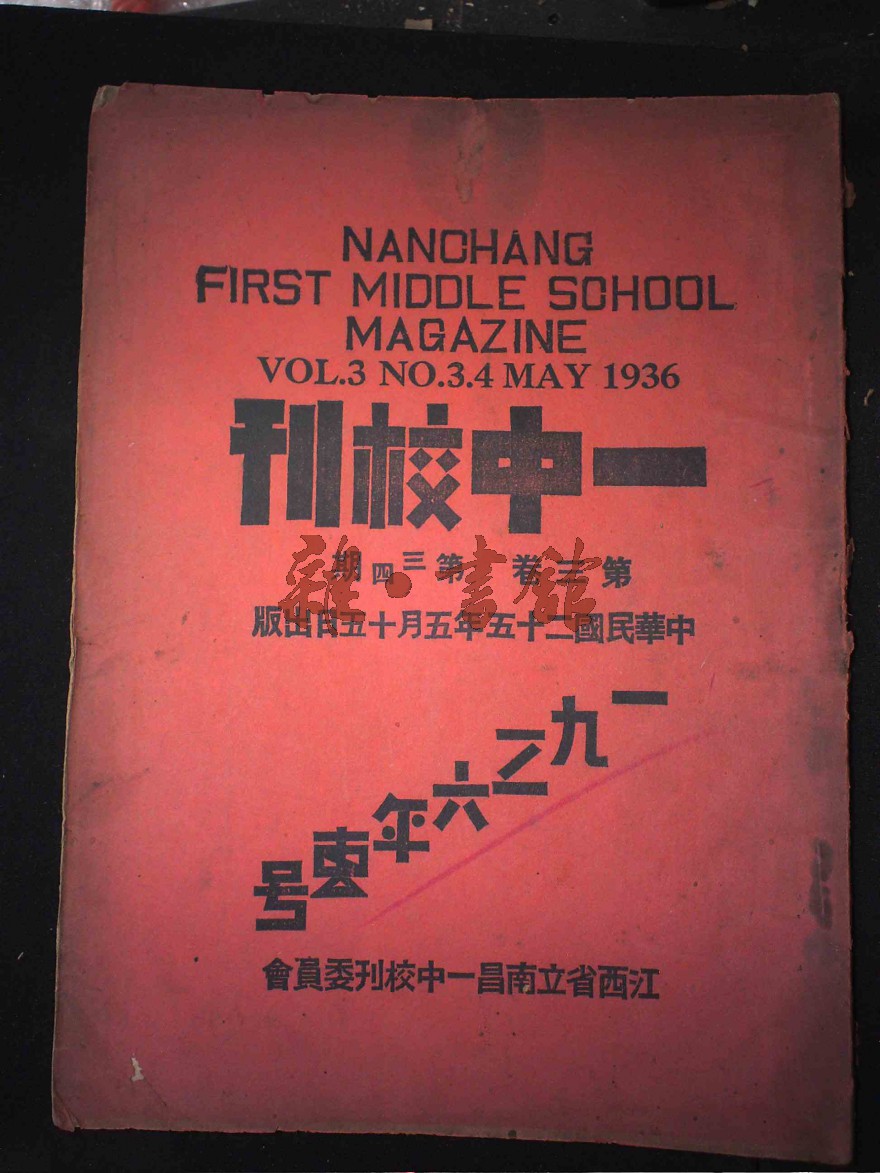 NANCHANG
FIRST MIDDLE SCHOOL
MAGAZINE
VOL.3 NO.3.4 MAY 1936
一中校刊
第三卷 第三四期
中華民國二十五年五月十五日出版
一九三六年專号
江西省立南昌一中校刊委員會
雜·書館